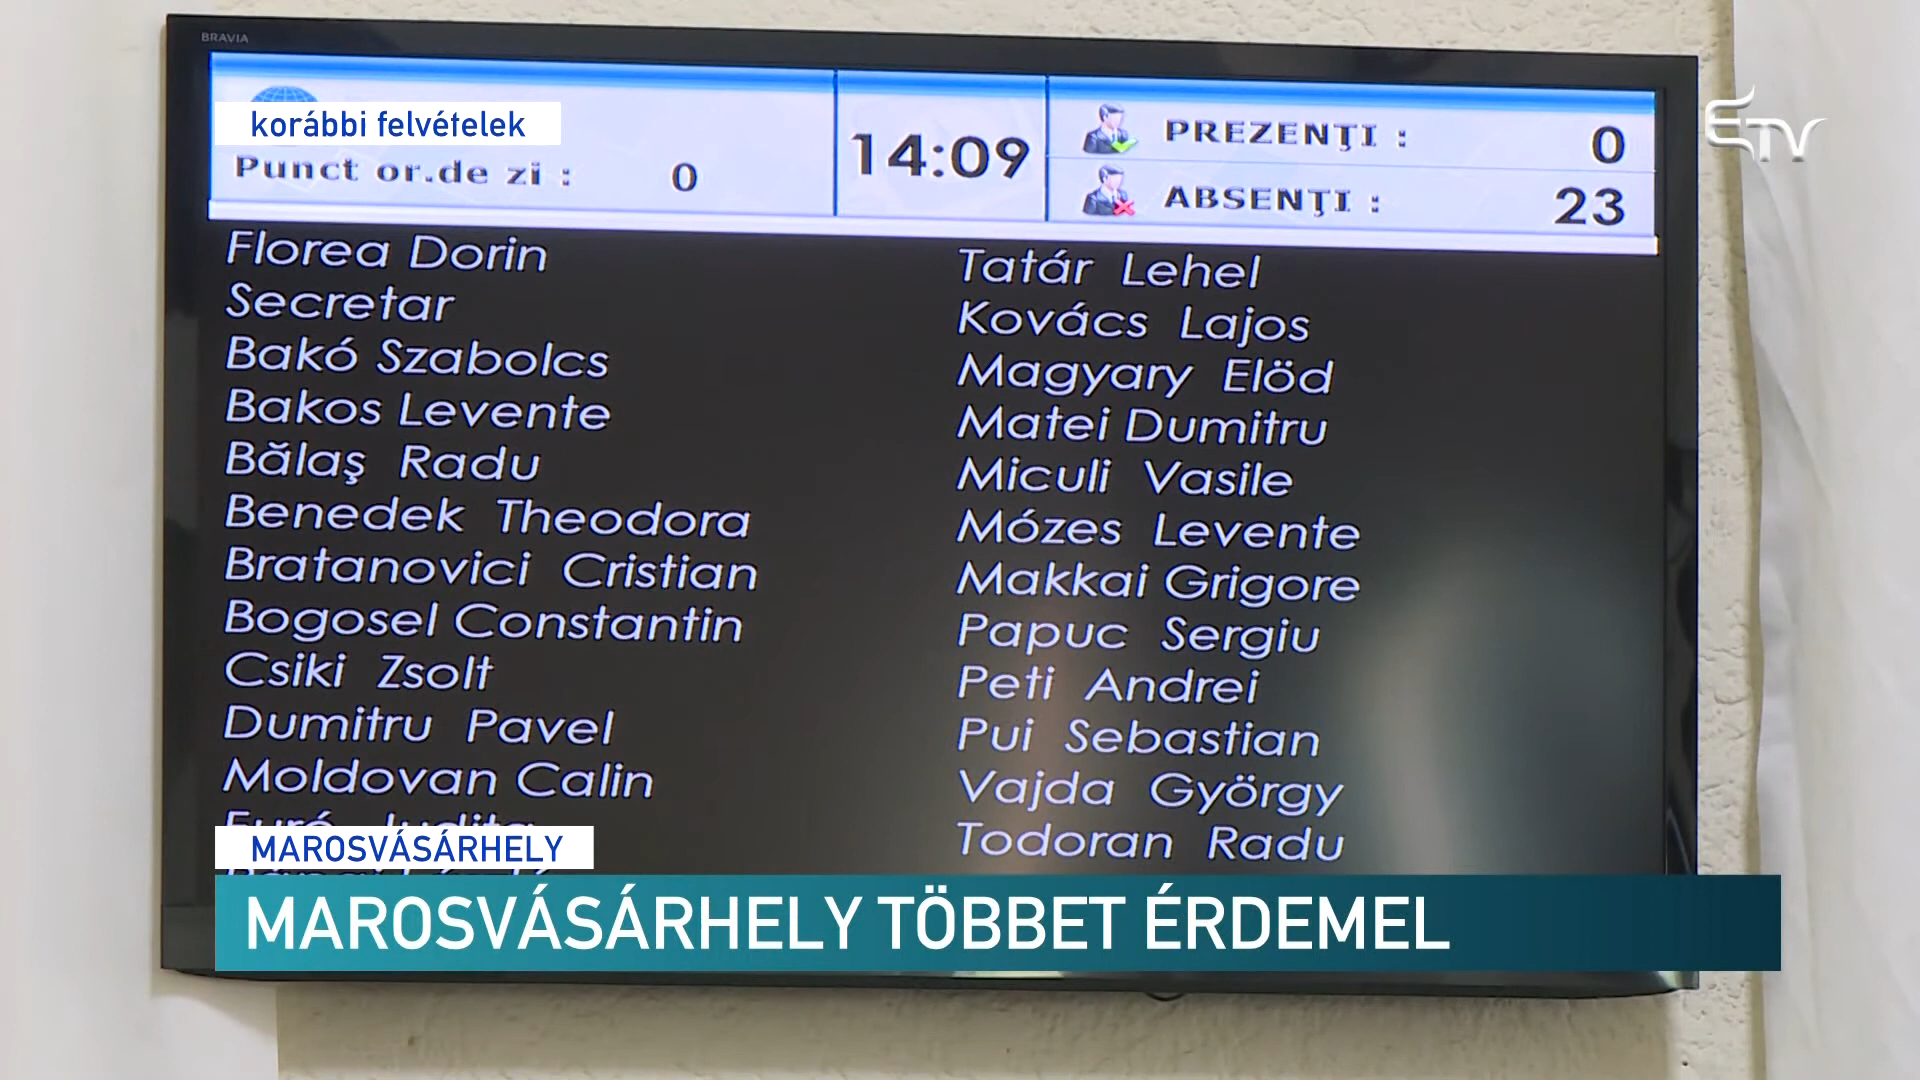 BRAVIA
korábbi felvételek
Punct or.de zi : 0
14:09
PREZENŢI : 0
ABSENŢI : 23
ETV
Florea Dorin
Secretar
Bakó Szabolcs
Bakos Levente
Bălaş Radu
Benedek Theodora
Bratanovici Cristian
Bogosel Constantin
Csiki Zsolt
Dumitru Pavel
Moldovan Calin
Tatár Lehel
Kovács Lajos
Magyary Elöd
Matei Dumitru
Miculi Vasile
Mózes Levente
Makkai Grigore
Papuc Sergiu
Peti Andrei
Pui Sebastian
Vajda György
Todoran Radu
MAROSVÁSÁRHELY
MAROSVÁSÁRHELY TÖBBET ÉRDEMEL